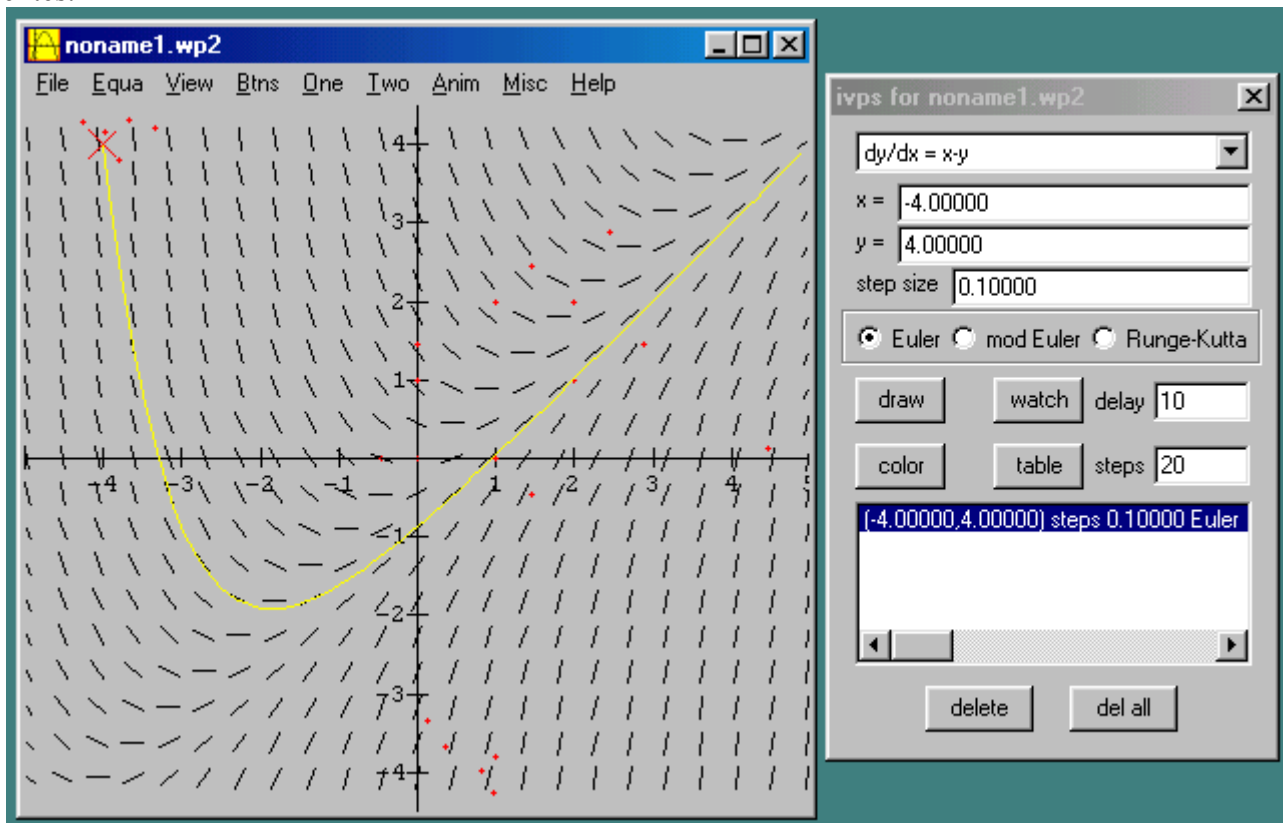 noname1.wp2
File Equa View Btns One Two Anim Misc Help
4
3
2
1
-4 -3 -2 -1 1 2 3 4 5
-1
-2
-3
-4
ivps for noname1.wp2
dy/dx = x-y
x = -4.00000
y = 4.00000
step size 0.10000
Euler mod Euler Runge-Kutta
draw watch delay 10
color table steps 20
(-4.00000,4.00000) steps 0.10000 Euler
delete del all